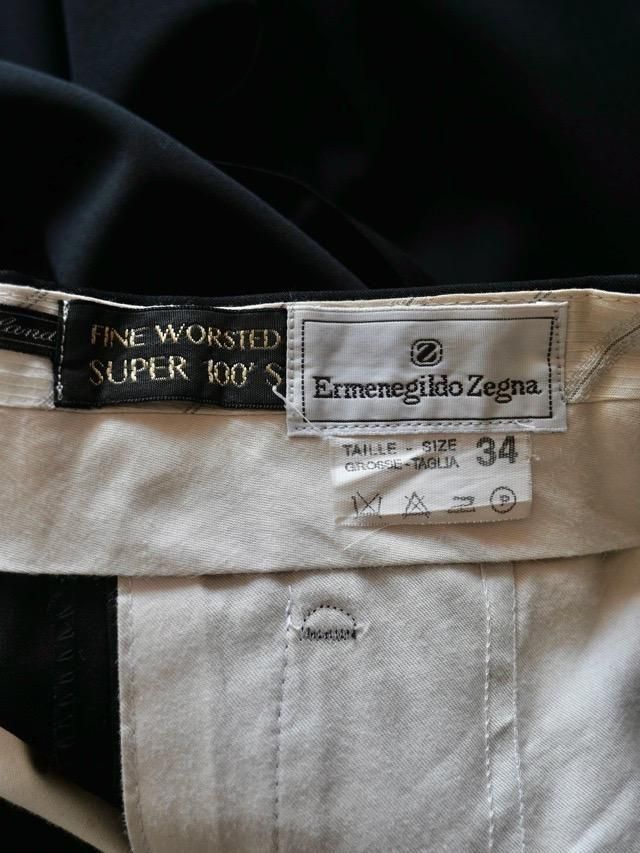 FINE WORSTED
SUPER 100'S
Ermenegildo Zegna
TAILLE - SIZE 34
GROSSE - TAGLIA
P